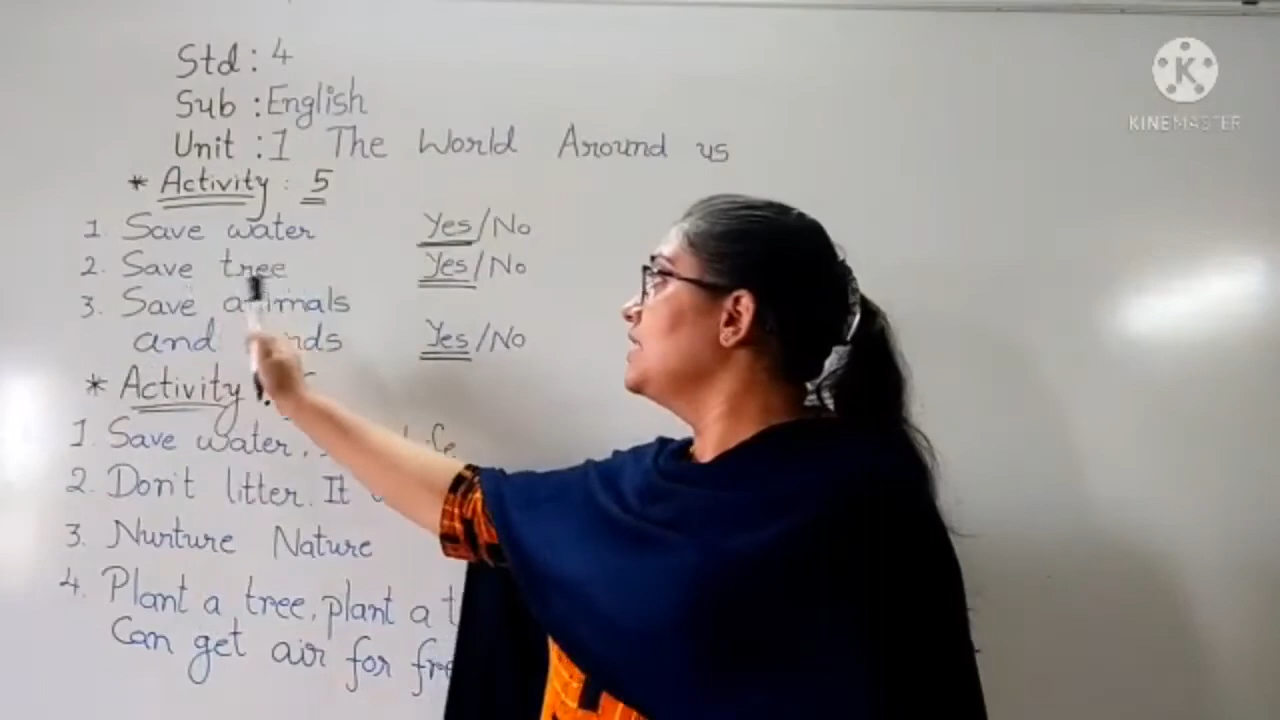 Std : 4
Sub : English
Unit : 1 The World Around us
* Activity : 5
1. Save water Yes/No
2. Save tree Yes/No
3. Save animals
and Yes/No
* Activity :
1. Save water.
2. Don't litter. It
3. Nurture Nature
4. Plant a tree, plant a
Can get air for
KINEMASTER